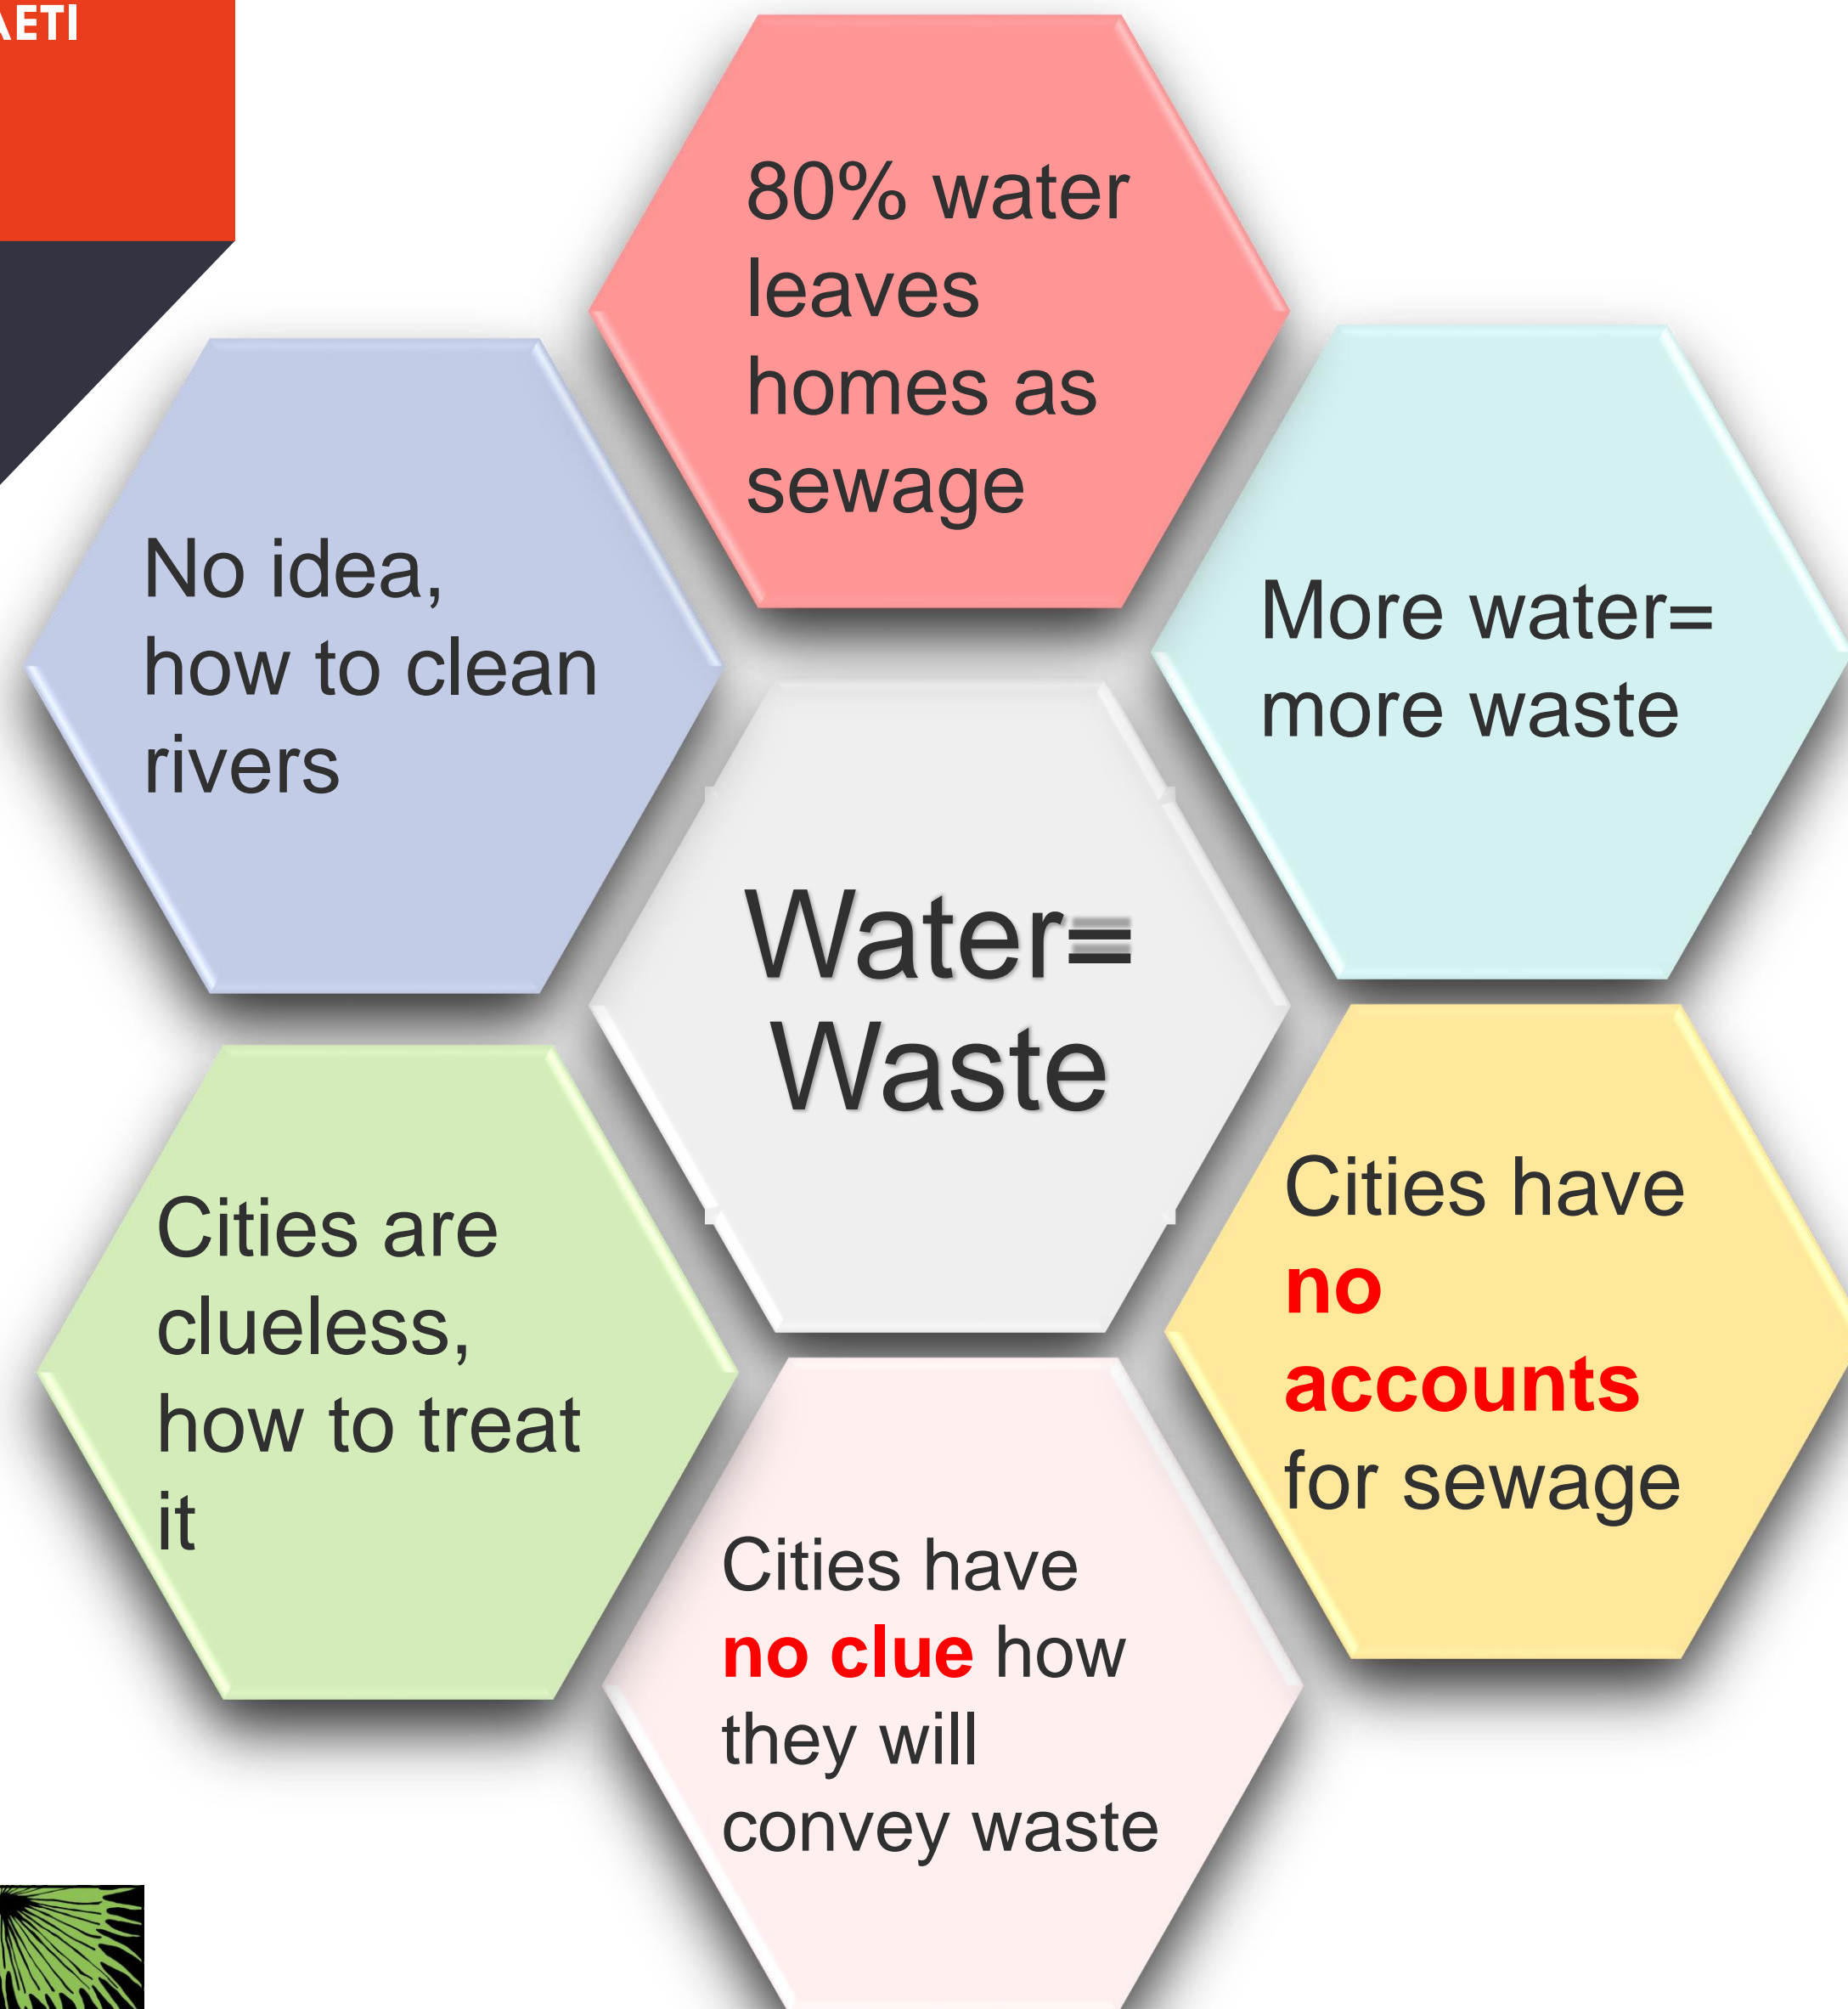 80% water
leaves
homes as
sewage
More water=
more waste
Cities have
no
accounts
for sewage
Cities have
no clue how
they will
convey waste
Cities are
clueless,
how to treat
it
No idea,
how to clean
rivers
Water=
Waste